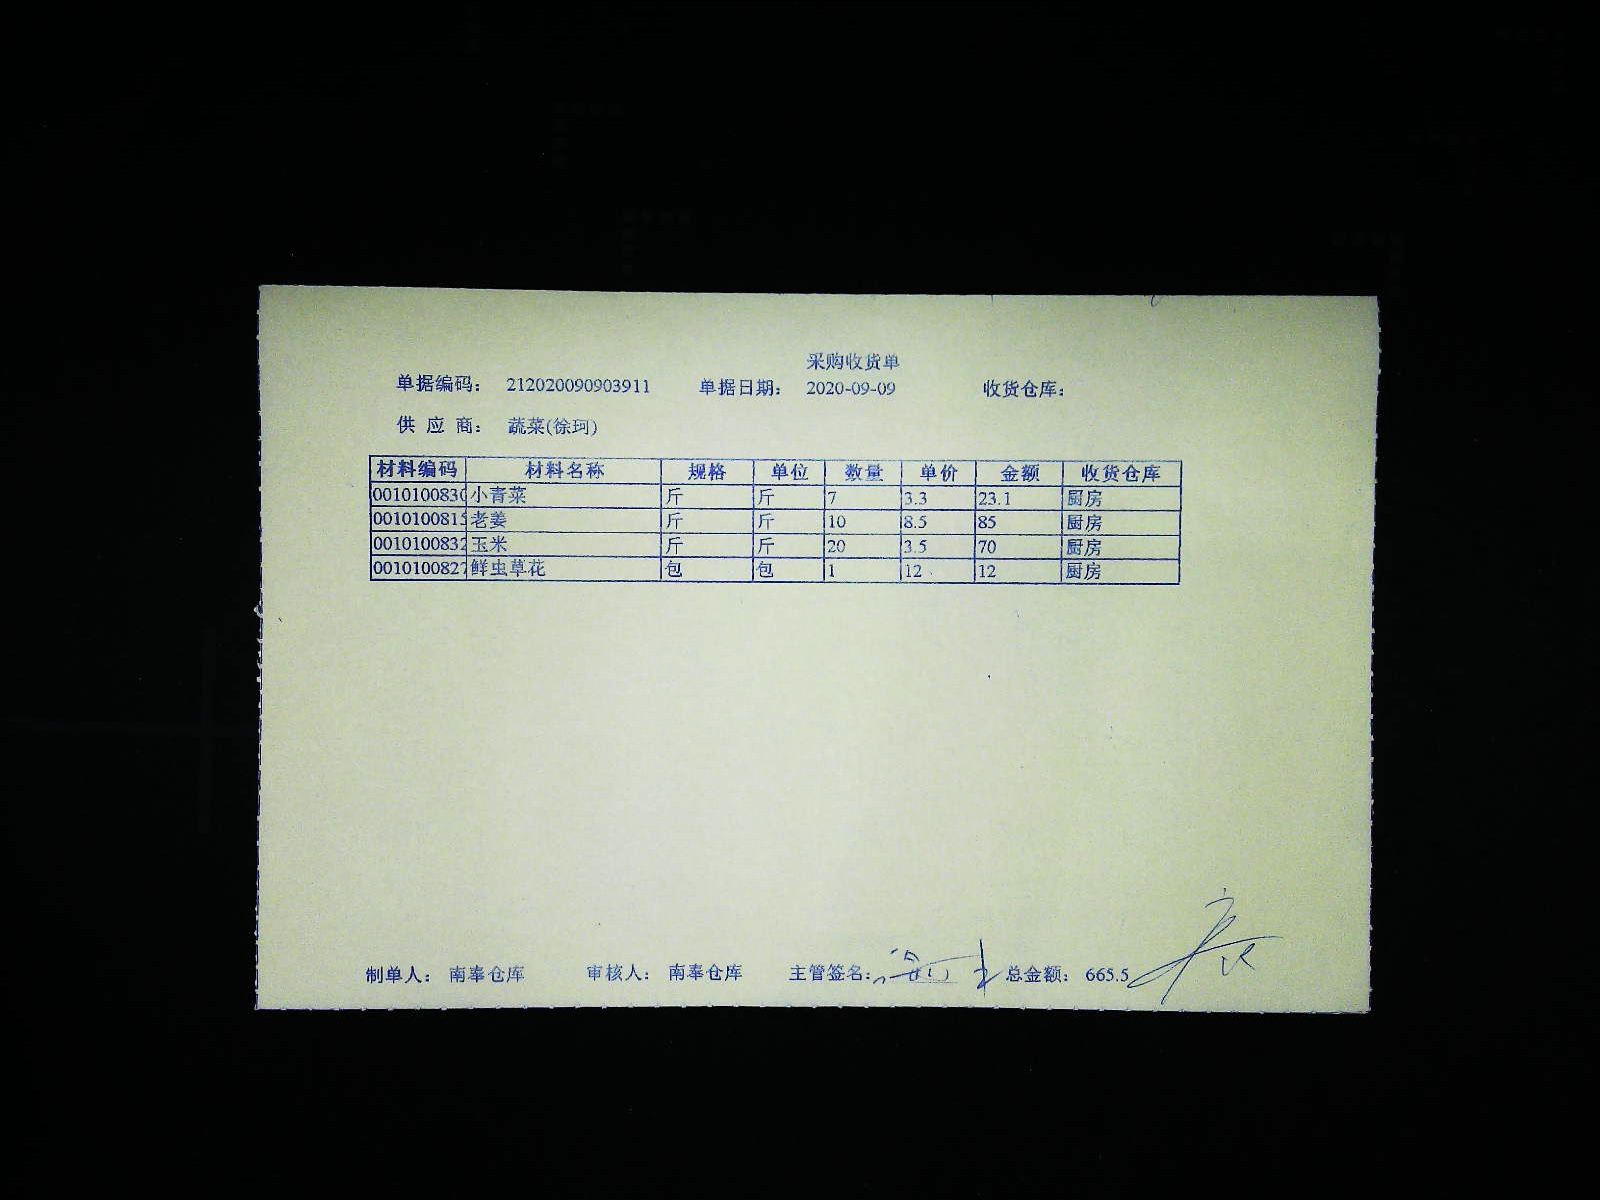 采购收货单
单据编码： 212020090903911 单据日期： 2020-09-09 收货仓库：
供 应 商： 蔬菜(徐珂)
材料编码 材料名称 规格 单位 数量 单价 金额 收货仓库
0010100830 小青菜 斤 斤 7 3.3 23.1 厨房
0010100815 老姜 斤 斤 10 8.5 85 厨房
0010100832 玉米 斤 斤 20 3.5 70 厨房
0010100827 鲜虫草花 包 包 1 12 12 厨房
制单人： 南奉仓库 审核人： 南奉仓库 主管签名： 总金额： 665.5